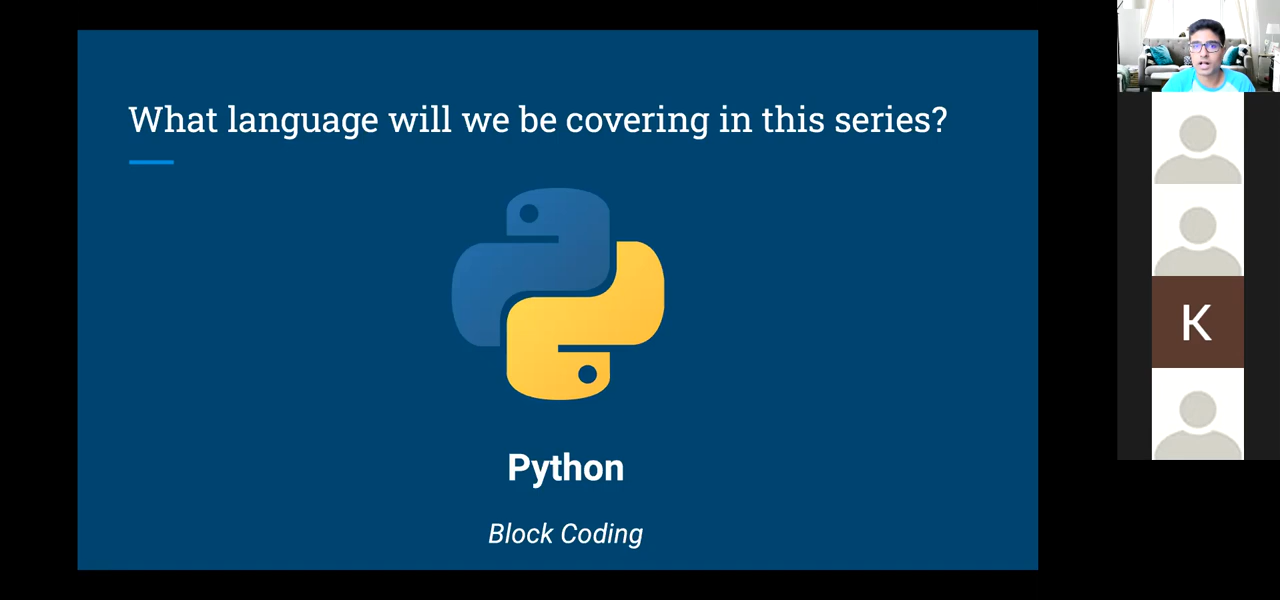 What language will we be covering in this series?
Python
Block Coding
K